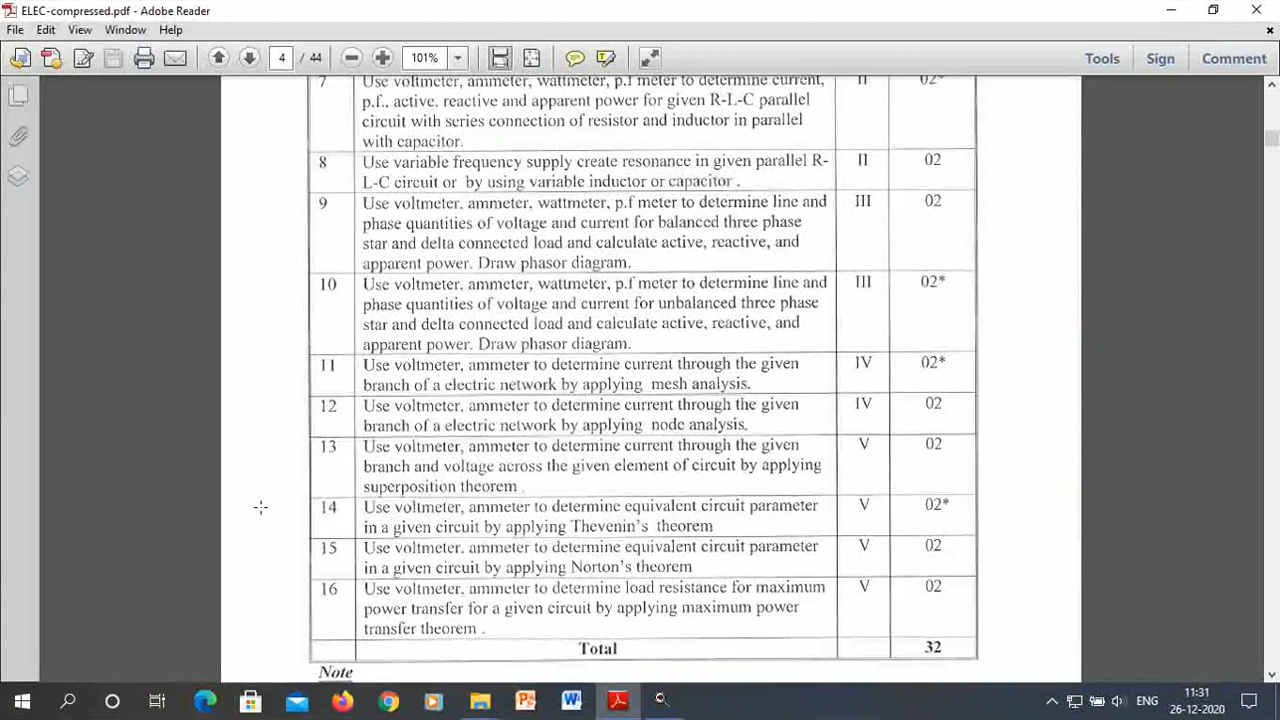 ELEC-compressed.pdf - Adobe Reader
File Edit View Window Help
4 / 44 101% Tools Sign Comment
7 Use voltmeter, ammeter, wattmeter, p.f meter to determine current, II 02*
p.f., active. reactive and apparent power for given R-L-C parallel
circuit with series connection of resistor and inductor in parallel
with capacitor.
8 Use variable frequency supply create resonance in given parallel R- II 02
L-C circuit or by using variable inductor or capacitor .
9 Use voltmeter, ammeter, wattmeter, p.f meter to determine line and III 02
phase quantities of voltage and current for balanced three phase
star and delta connected load and calculate active, reactive, and
apparent power. Draw phasor diagram.
10 Use voltmeter, ammeter, wattmeter, p.f meter to determine line and III 02*
phase quantities of voltage and current for unbalanced three phase
star and delta connected load and calculate active, reactive, and
apparent power. Draw phasor diagram.
11 Use voltmeter, ammeter to determine current through the given IV 02*
branch of a electric network by applying mesh analysis.
12 Use voltmeter, ammeter to determine current through the given IV 02
branch of a electric network by applying node analysis.
13 Use voltmeter, ammeter to determine current through the given V 02
branch and voltage across the given element of circuit by applying
superposition theorem .
14 Use voltmeter, ammeter to determine equivalent circuit parameter V 02*
in a given circuit by applying Thevenin's theorem
15 Use voltmeter, ammeter to determine equivalent circuit parameter V 02
in a given circuit by applying Norton's theorem
16 Use voltmeter, ammeter to determine load resistance for maximum V 02
power transfer for a given circuit by applying maximum power
transfer theorem .
Total 32
Note
ENG 11:31
26-12-2020